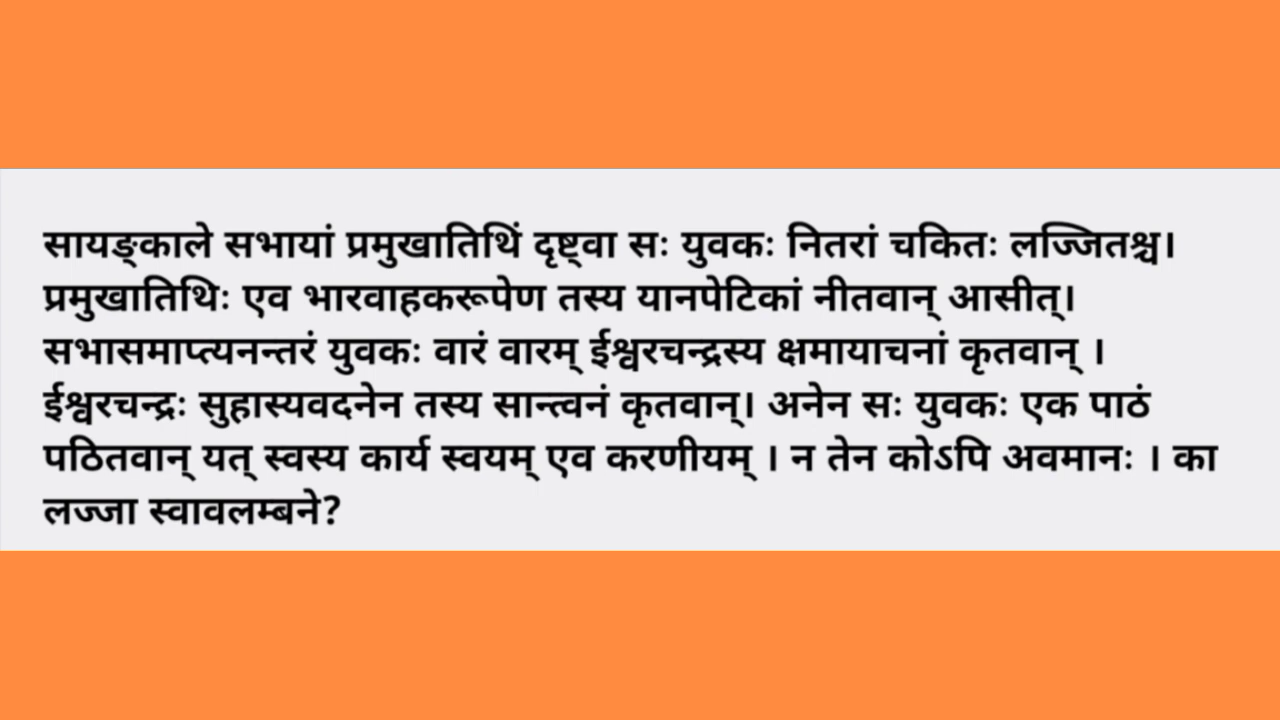 सायङ्काले सभायां प्रमुखातिथिं दृष्ट्वा सः युवकः नितरां चकितः लज्जितश्च।
प्रमुखातिथिः एव भारवाहकरूपेण तस्य यानपेटिकां नीतवान् आसीत्।
सभासमाप्त्यनन्तरं युवकः वारं वारम् ईश्वरचन्द्रस्य क्षमायाचनां कृतवान् ।
ईश्वरचन्द्रः सुहास्यवदनेन तस्य सान्त्वनं कृतवान्। अनेन सः युवकः एक पाठं
पठितवान् यत् स्वस्य कार्य स्वयम् एव करणीयम् । न तेन कोऽपि अवमानः । का
लज्जा स्वावलम्बने?